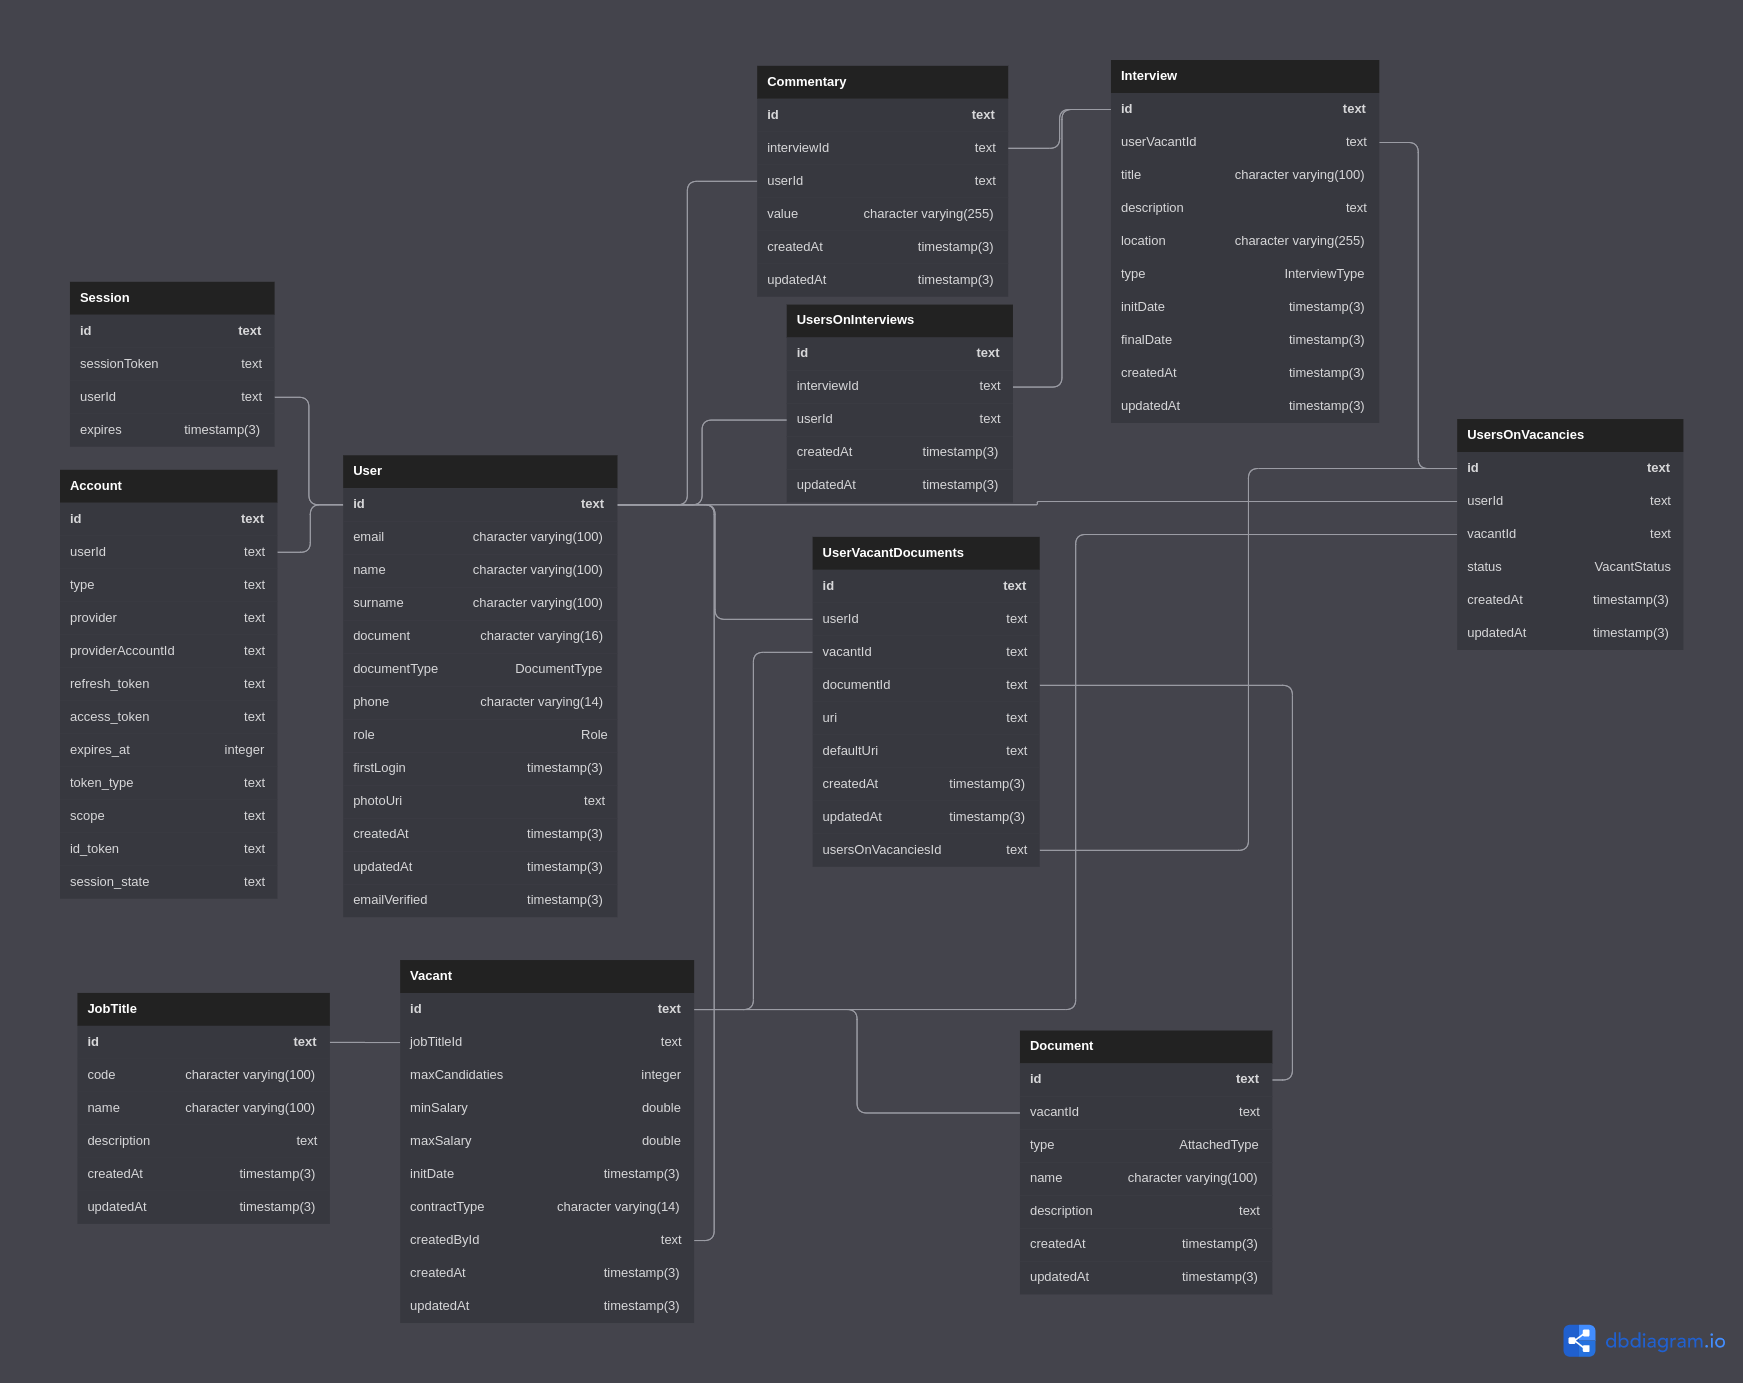 Commentary
id text
interviewId text
userId text
value character varying(255)
createdAt timestamp(3)
updatedAt timestamp(3)
Interview
id text
userVacantId text
title character varying(100)
description text
location character varying(255)
type InterviewType
initDate timestamp(3)
finalDate timestamp(3)
createdAt timestamp(3)
updatedAt timestamp(3)
Session
id text
sessionToken text
userId text
expires timestamp(3)
UsersOnInterviews
id text
interviewId text
userId text
createdAt timestamp(3)
updatedAt timestamp(3)
UsersOnVacancies
id text
userId text
vacantId text
status VacantStatus
createdAt timestamp(3)
updatedAt timestamp(3)
Account
id text
userId text
type text
provider text
providerAccountId text
refresh_token text
access_token text
expires_at integer
token_type text
scope text
id_token text
session_state text
User
id text
email character varying(100)
name character varying(100)
surname character varying(100)
document character varying(16)
documentType DocumentType
phone character varying(14)
role Role
firstLogin timestamp(3)
photoUri text
createdAt timestamp(3)
updatedAt timestamp(3)
emailVerified timestamp(3)
UserVacantDocuments
id text
userId text
vacantId text
documentId text
uri text
defaultUri text
createdAt timestamp(3)
updatedAt timestamp(3)
usersOnVacanciesId text
JobTitle
id text
code character varying(100)
name character varying(100)
description text
createdAt timestamp(3)
updatedAt timestamp(3)
Vacant
id text
jobTitleId text
maxCandidaties integer
minSalary double
maxSalary double
initDate timestamp(3)
contractType character varying(14)
createdById text
createdAt timestamp(3)
updatedAt timestamp(3)
Document
id text
vacantId text
type AttachedType
name character varying(100)
description text
createdAt timestamp(3)
updatedAt timestamp(3)
dbdiagram.io